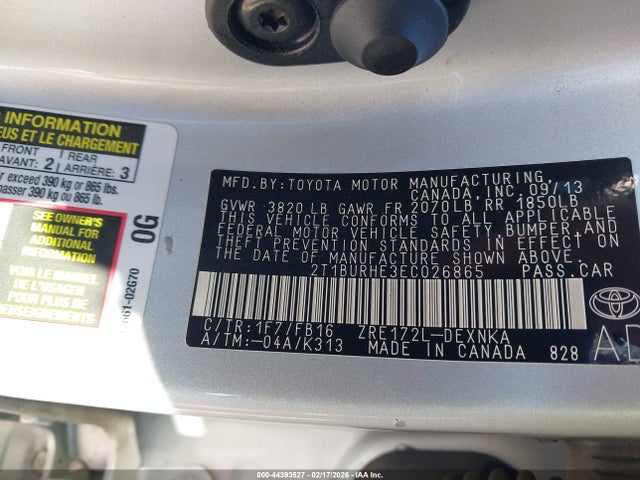 INFORMATION
EUS ET LE CHARGEMENT
FRONT
AVANT: 2
REAR
ARRIÈRE: 3
exceed 390 kg or 865 lbs.
passer 390 kg ou 865 lb.
SEE OWNER'S
MANUAL FOR
ADDITIONAL
INFORMATION
VOIR LE MANUEL
DE L'USAGER
POUR PLUS DE
RENSEIGNEMENTS
0G
61-02G70
MFD.BY:TOYOTA MOTOR MANUFACTURING,
CANADA, INC. 09/13
GVWR 3820 LB GAWR FR 2070LB RR 1850LB
THIS VEHICLE CONFORMS TO ALL APPLICABLE
FEDERAL MOTOR VEHICLE SAFETY, BUMPER,AND
THEFT PREVENTION STANDARDS IN EFFECT ON
THE DATE OF MANUFACTURE SHOWN ABOVE.
2T1BURHE3EC026865 PASS.CAR
C/TR:1F7/FB16 ZRE172L-DEXNKA
A/TM:-04A/K313 MADE IN CANADA 828
TOYOTA
000-44393527 - 02/17/2026 - IAA Inc.